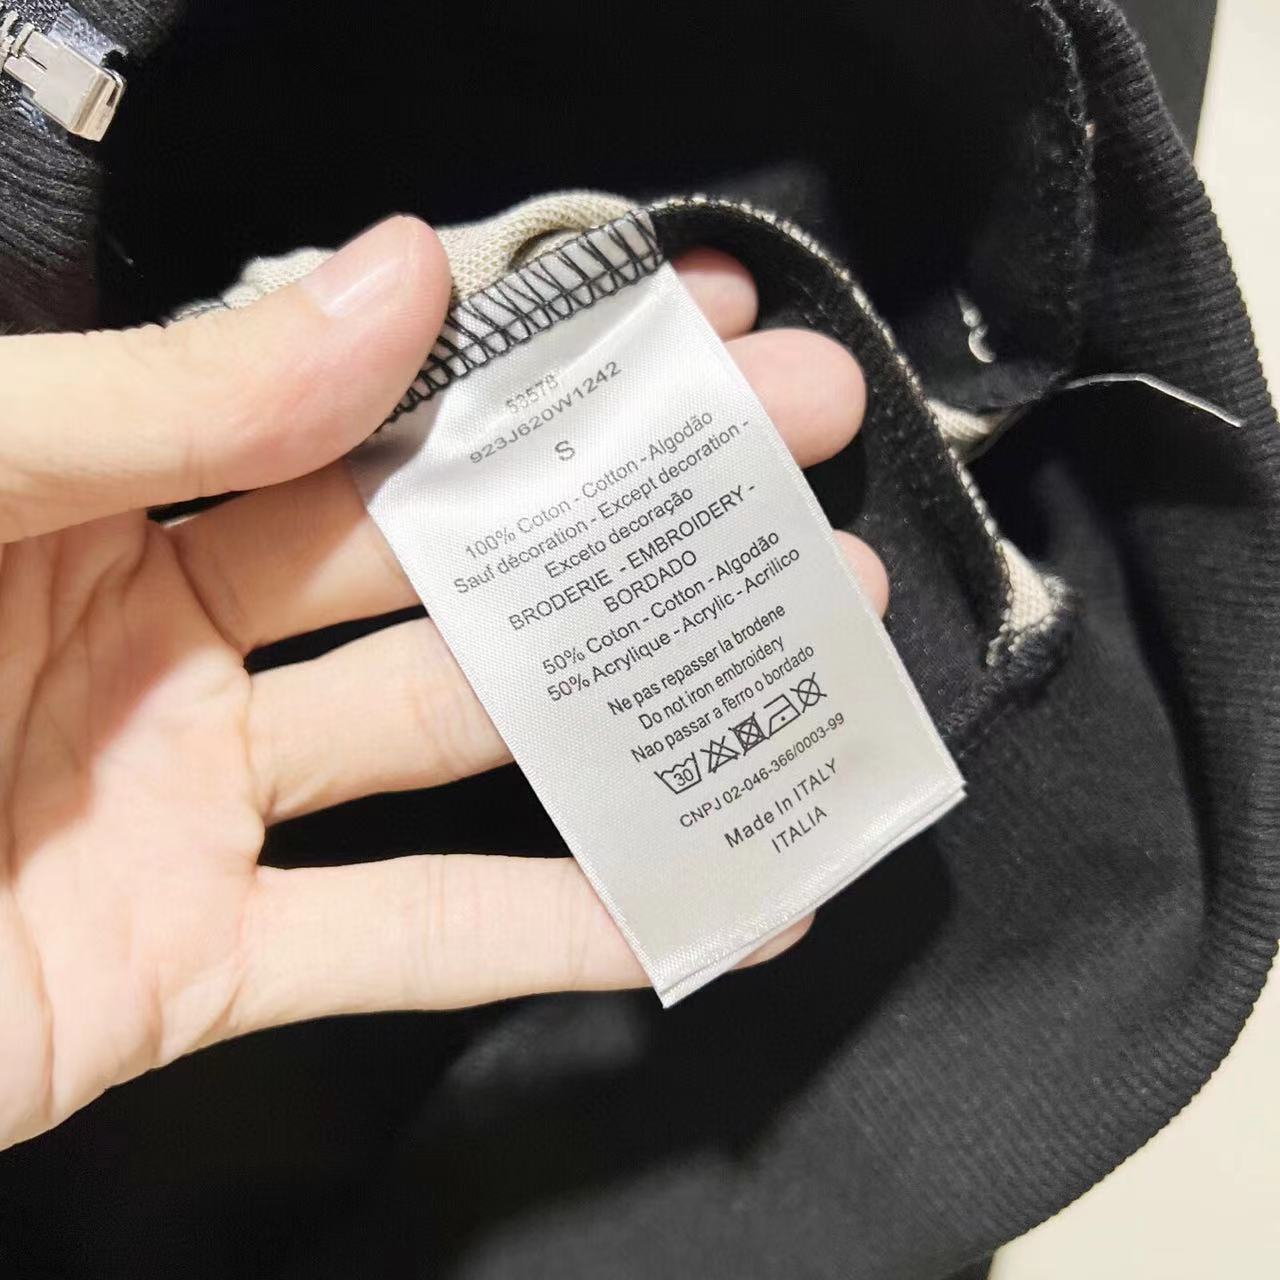 53578
923J620W1242
S
100% Coton - Cotton - Algodão
Sauf décoration - Except decoration -
Exceto decoração
BRODERIE - EMBROIDERY -
BORDADO
50% Coton - Cotton - Algodão
50% Acrylique - Acrylic - Acrilico
Ne pas repasser la brodene
Do not iron embroidery
Nao passar a ferro o bordado
30
CNPJ 02-046-366/0003-99
Made In ITALY
ITALIA